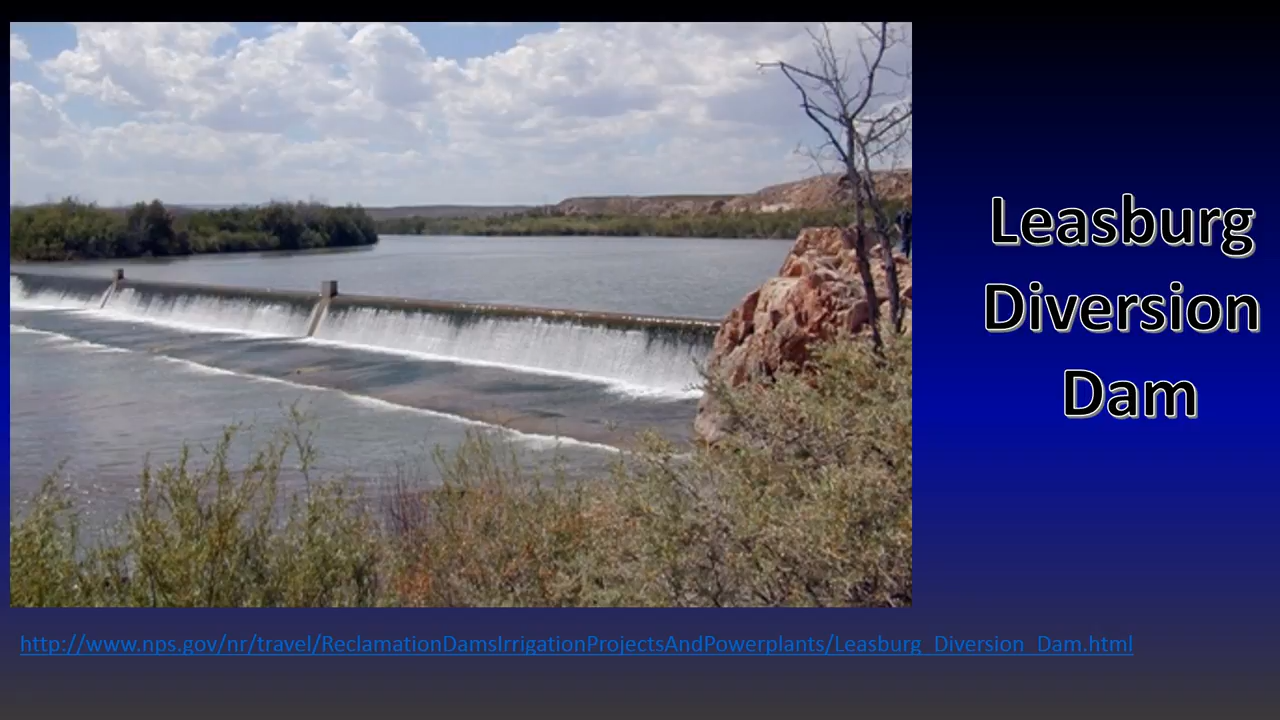 Leasburg
Diversion
Dam
http://www.nps.gov/nr/travel/ReclamationDamsIrrigationProjectsAndPowerplants/Leasburg_Diversion_Dam.html